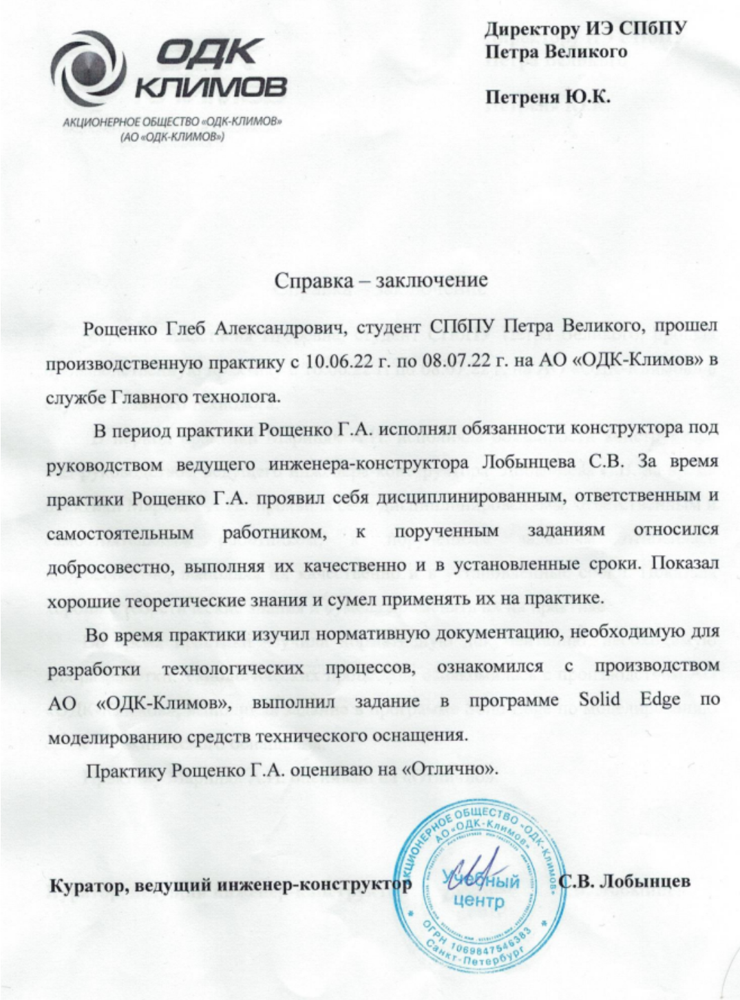 ОДК
КЛИМОВ
АКЦИОНЕРНОЕ ОБЩЕСТВО «ОДК-КЛИМОВ»
(АО «ОДК-КЛИМОВ»)
Директору ИЭ СПбПУ
Петра Великого
Петреня Ю.К.
Справка – заключение
Рощенко Глеб Александрович, студент СПбПУ Петра Великого, прошел
производственную практику с 10.06.22 г. по 08.07.22 г. на АО «ОДК-Климов» в
службе Главного технолога.
В период практики Рощенко Г.А. исполнял обязанности конструктора под
руководством ведущего инженера-конструктора Лобынцева С.В. За время
практики Рощенко Г.А. проявил себя дисциплинированным, ответственным и
самостоятельным работником, к порученным заданиям относился
добросовестно, выполняя их качественно и в установленные сроки. Показал
хорошие теоретические знания и сумел применять их на практике.
Во время практики изучил нормативную документацию, необходимую для
разработки технологических процессов, ознакомился с производством
АО «ОДК-Климов», выполнил задание в программе Solid Edge по
моделированию средств технического оснащения.
Практику Рощенко Г.А. оцениваю на «Отлично».
Куратор, ведущий инженер-конструктор
С.В. Лобынцев
АКЦИОНЕРНОЕ ОБЩЕСТВО «ОДК-Климов»
АО «ОДК-Климов»
Учебный
центр
ОГРН 1069847546383
Санкт-Петербург